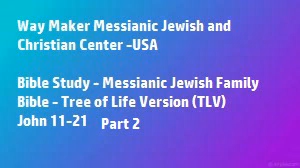 Way Maker Messianic Jewish and
Christian Center -USA
Bible Study - Messianic Jewish Family
Bible - Tree of Life Version (TLV)
John 11-21 Part 2